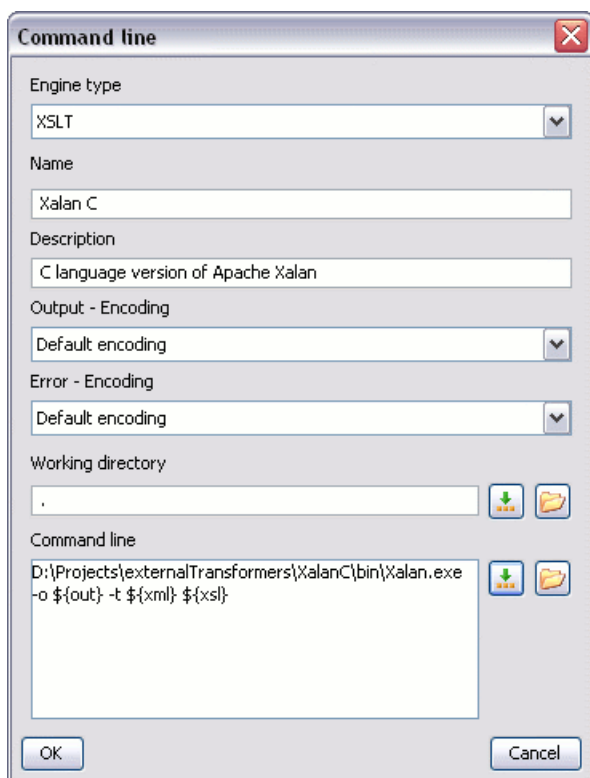 Command line
Engine type
XSLT
Name
Xalan C
Description
C language version of Apache Xalan
Output - Encoding
Default encoding
Error - Encoding
Default encoding
Working directory
.
Command line
D:\Projects\externalTransformers\XalanC\bin\Xalan.exe
-o ${out} -t ${xml} ${xsl}
OK
Cancel